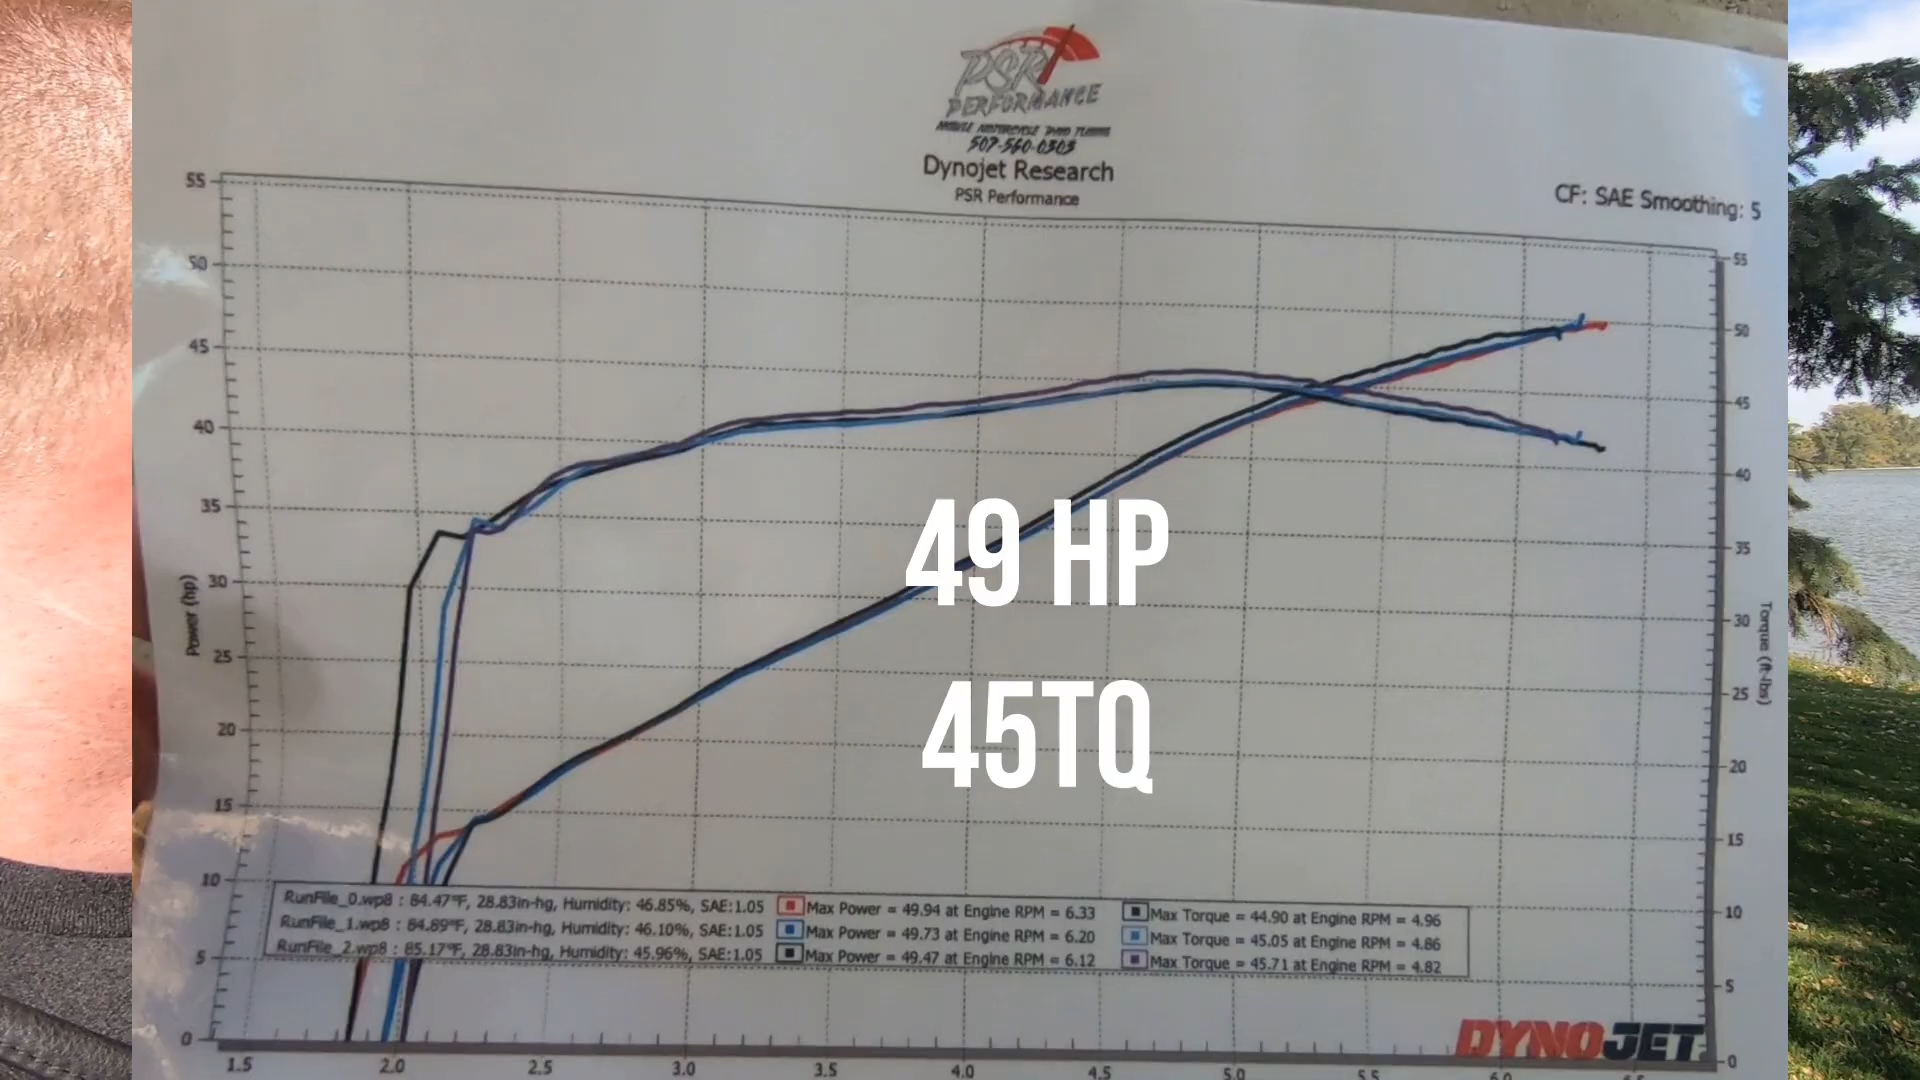 PSR
PERFORMANCE
MOBILE MOTORCYCLE DYNO TUNING
507-560-0303
Dynojet Research
PSR Performance
CF: SAE Smoothing: 5
55
50
45
40
35
30
25
20
15
10
5
0
Power (hp)
55
50
45
40
35
30
25
20
15
10
5
0
Torque (ft-lbs)
49 HP
45TQ
RunFile_0.wp8 : 84.47°F, 28.83in-hg, Humidity: 46.85%, SAE:1.05 Max Power = 49.94 at Engine RPM = 6.33 Max Torque = 44.90 at Engine RPM = 4.96
RunFile_1.wp8 : 84.89°F, 28.83in-hg, Humidity: 46.10%, SAE:1.05 Max Power = 49.73 at Engine RPM = 6.20 Max Torque = 45.05 at Engine RPM = 4.86
RunFile_2.wp8 : 85.17°F, 28.83in-hg, Humidity: 45.96%, SAE:1.05 Max Power = 49.47 at Engine RPM = 6.12 Max Torque = 45.71 at Engine RPM = 4.82
DYNOJET
1.5 2.0 2.5 3.0 3.5 4.0 4.5 5.0 5.5 6.0 6.5